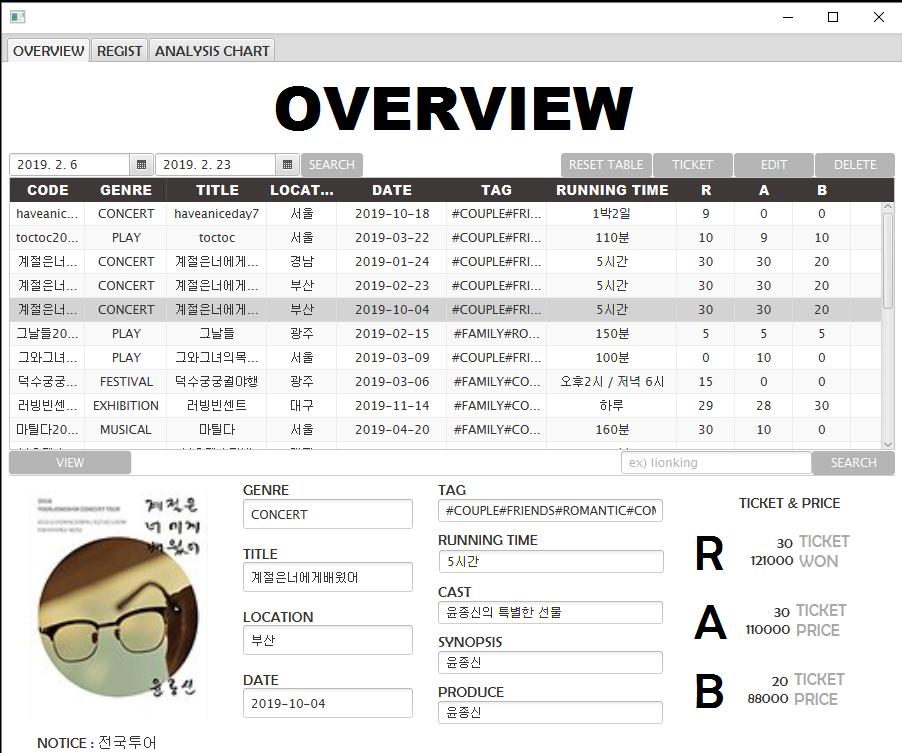 OVERVIEW REGIST ANALYSIS CHART
OVERVIEW
2019. 2. 6 2019. 2. 23 SEARCH RESET TABLE TICKET EDIT DELETE
CODE GENRE TITLE LOCAT... DATE TAG RUNNING TIME R A B
haveanic... CONCERT haveaniceday7 서울 2019-10-18 #COUPLE#FRI... 1박2일 9 0 0
toctoc20... PLAY toctoc 서울 2019-03-22 #COUPLE#FRI... 110분 10 9 10
계절은너... CONCERT 계절은너에게... 경남 2019-01-24 #COUPLE#FRI... 5시간 30 30 20
계절은너... CONCERT 계절은너에게... 부산 2019-02-23 #COUPLE#FRI... 5시간 30 30 20
계절은너... CONCERT 계절은너에게... 부산 2019-10-04 #COUPLE#FRI... 5시간 30 30 20
그날들20... PLAY 그날들 광주 2019-02-15 #FAMILY#RO... 150분 5 5 5
그와그녀... PLAY 그와그녀의목... 서울 2019-03-09 #COUPLE#FRI... 100분 0 10 0
덕수궁궁... FESTIVAL 덕수궁궁궐야행 광주 2019-03-06 #FAMILY#CO... 오후2시 / 저녁 6시 15 0 0
러빙빈센... EXHIBITION 러빙빈센트 대구 2019-11-14 #FAMILY#CO... 하루 29 28 30
마틸다20... MUSICAL 마틸다 서울 2019-04-20 #FAMILY#CO... 160분 30 10 0
VIEW ex) lionking SEARCH
계절은
너에게
배웠어
윤종신
GENRE
CONCERT
TITLE
계절은너에게배웠어
LOCATION
부산
DATE
2019-10-04
TAG
#COUPLE#FRIENDS#ROMANTIC#COM
RUNNING TIME
5시간
CAST
윤종신의 특별한 선물
SYNOPSIS
윤종신
PRODUCE
윤종신
TICKET & PRICE
R 30 TICKET
121000 WON
A 30 TICKET
110000 PRICE
B 20 TICKET
88000 PRICE
NOTICE : 전국투어